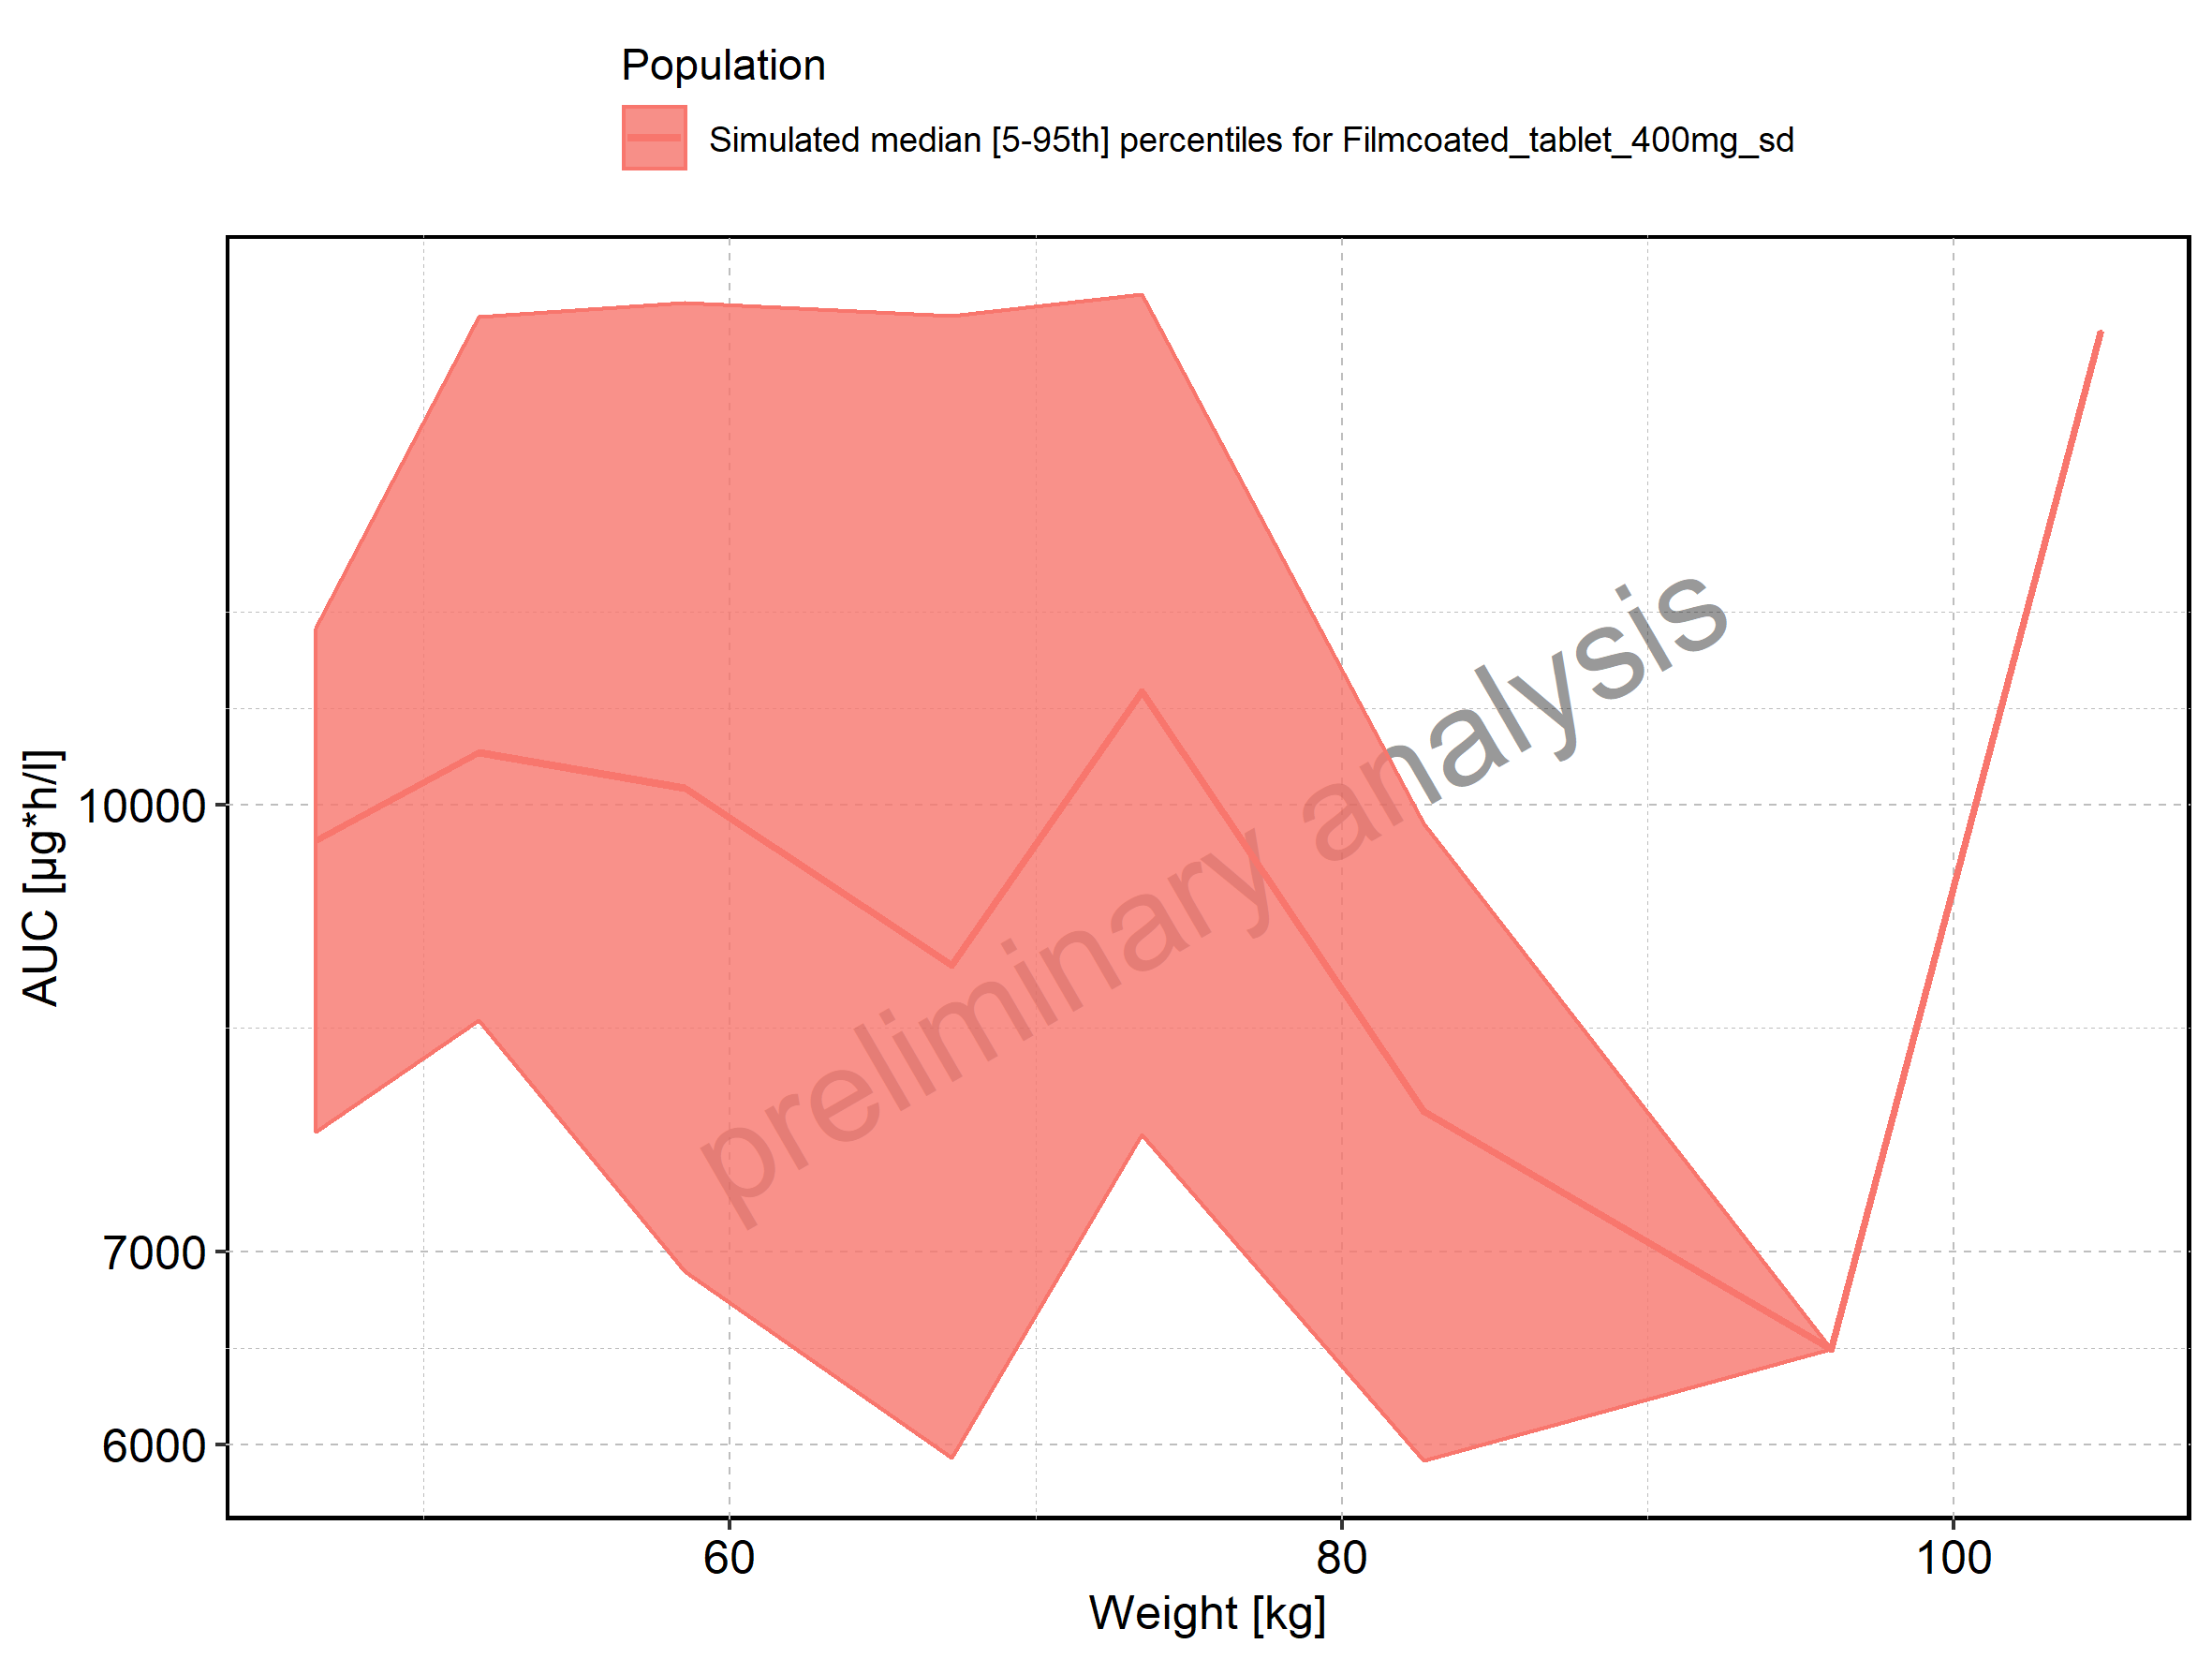 Population
Simulated median [5-95th] percentiles for Filmcoated_tablet_400mg_sd
AUC [µg*h/l]
10000
7000
6000
preliminary analysis
60
80
100
Weight [kg]